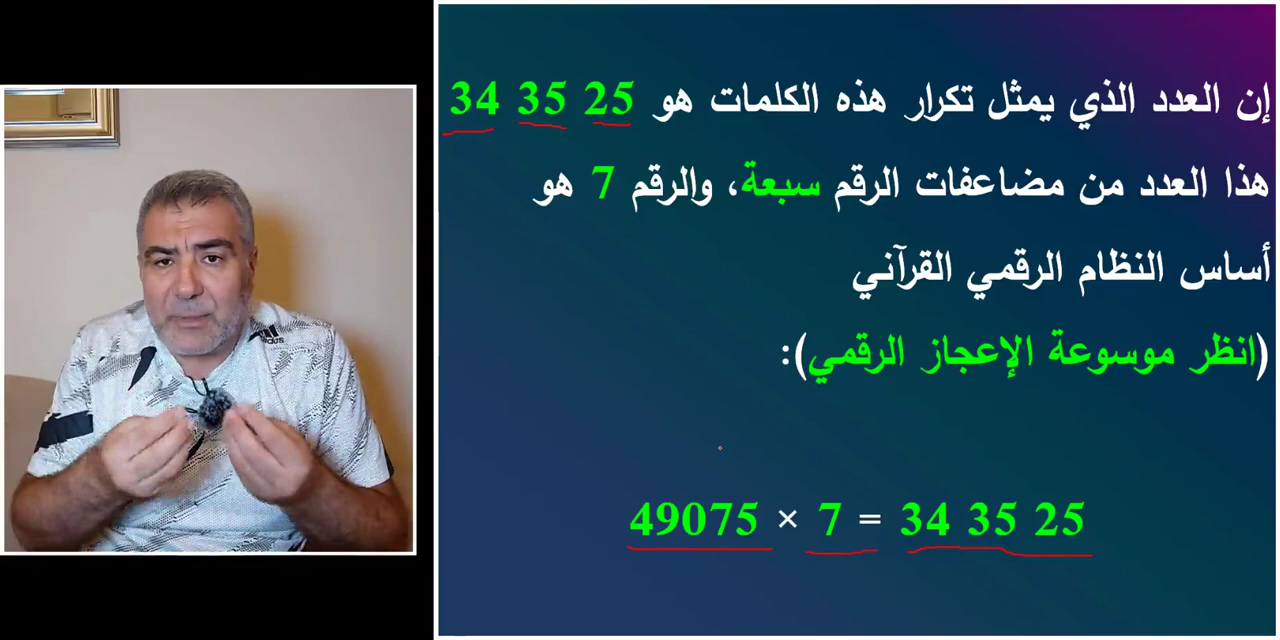 إن العدد الذي يمثل تكرار هذه الكلمات هو 25 35 34
هذا العدد من مضاعفات الرقم سبعة، والرقم 7 هو
أساس النظام الرقمي القرآني
(انظر موسوعة الإعجاز الرقمي):
49075 × 7 = 34 35 25